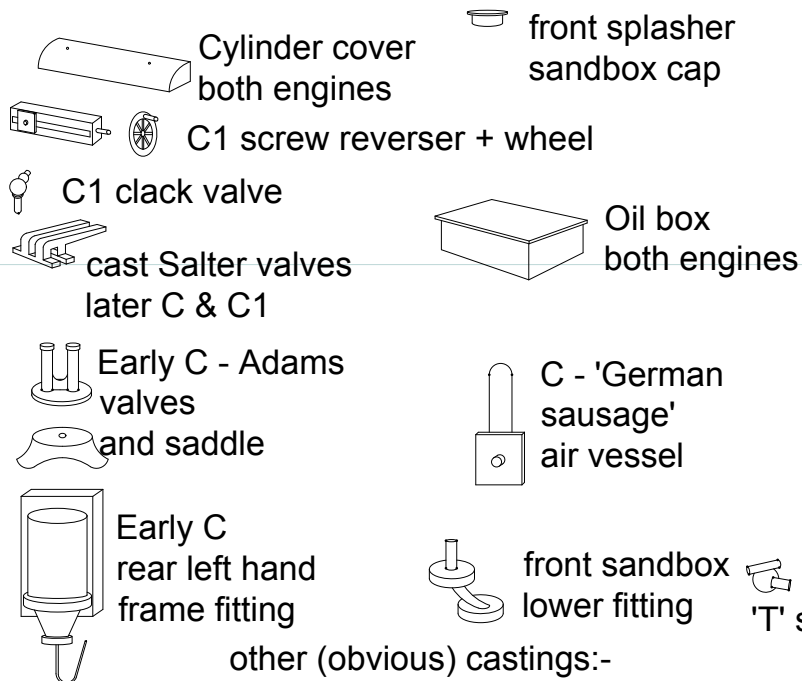 Cylinder cover
both engines
front splasher
sandbox cap
C1 screw reverser + wheel
C1 clack valve
Oil box
both engines
cast Salter valves
later C & C1
Early C - Adams
valves
and saddle
C - 'German
sausage'
air vessel
Early C
rear left hand
frame fitting
front sandbox
lower fitting
'T' s
other (obvious) castings:-